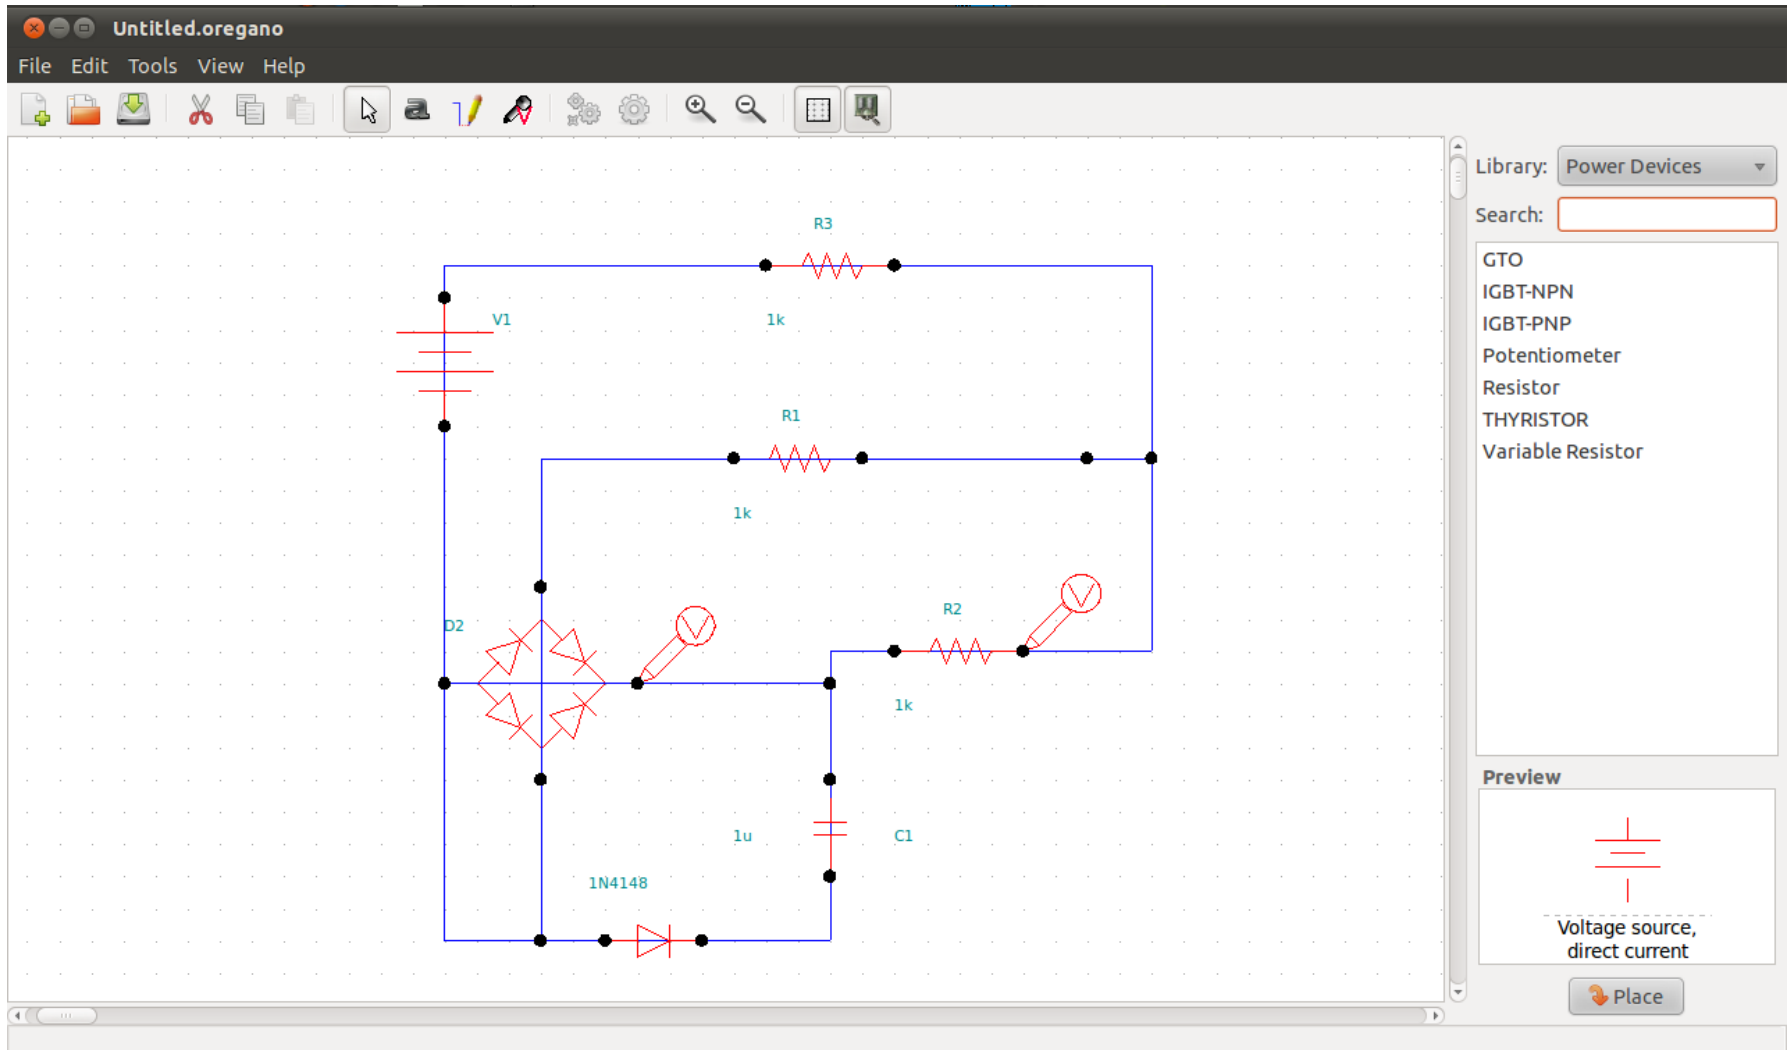 Untitled.oregano
File Edit Tools View Help
Library: Power Devices
Search:
GTO
IGBT-NPN
IGBT-PNP
Potentiometer
Resistor
THYRISTOR
Variable Resistor
Preview
Voltage source,
direct current
Place
R3
V1
1k
R1
1k
D2
R2
1k
1u
C1
1N4148